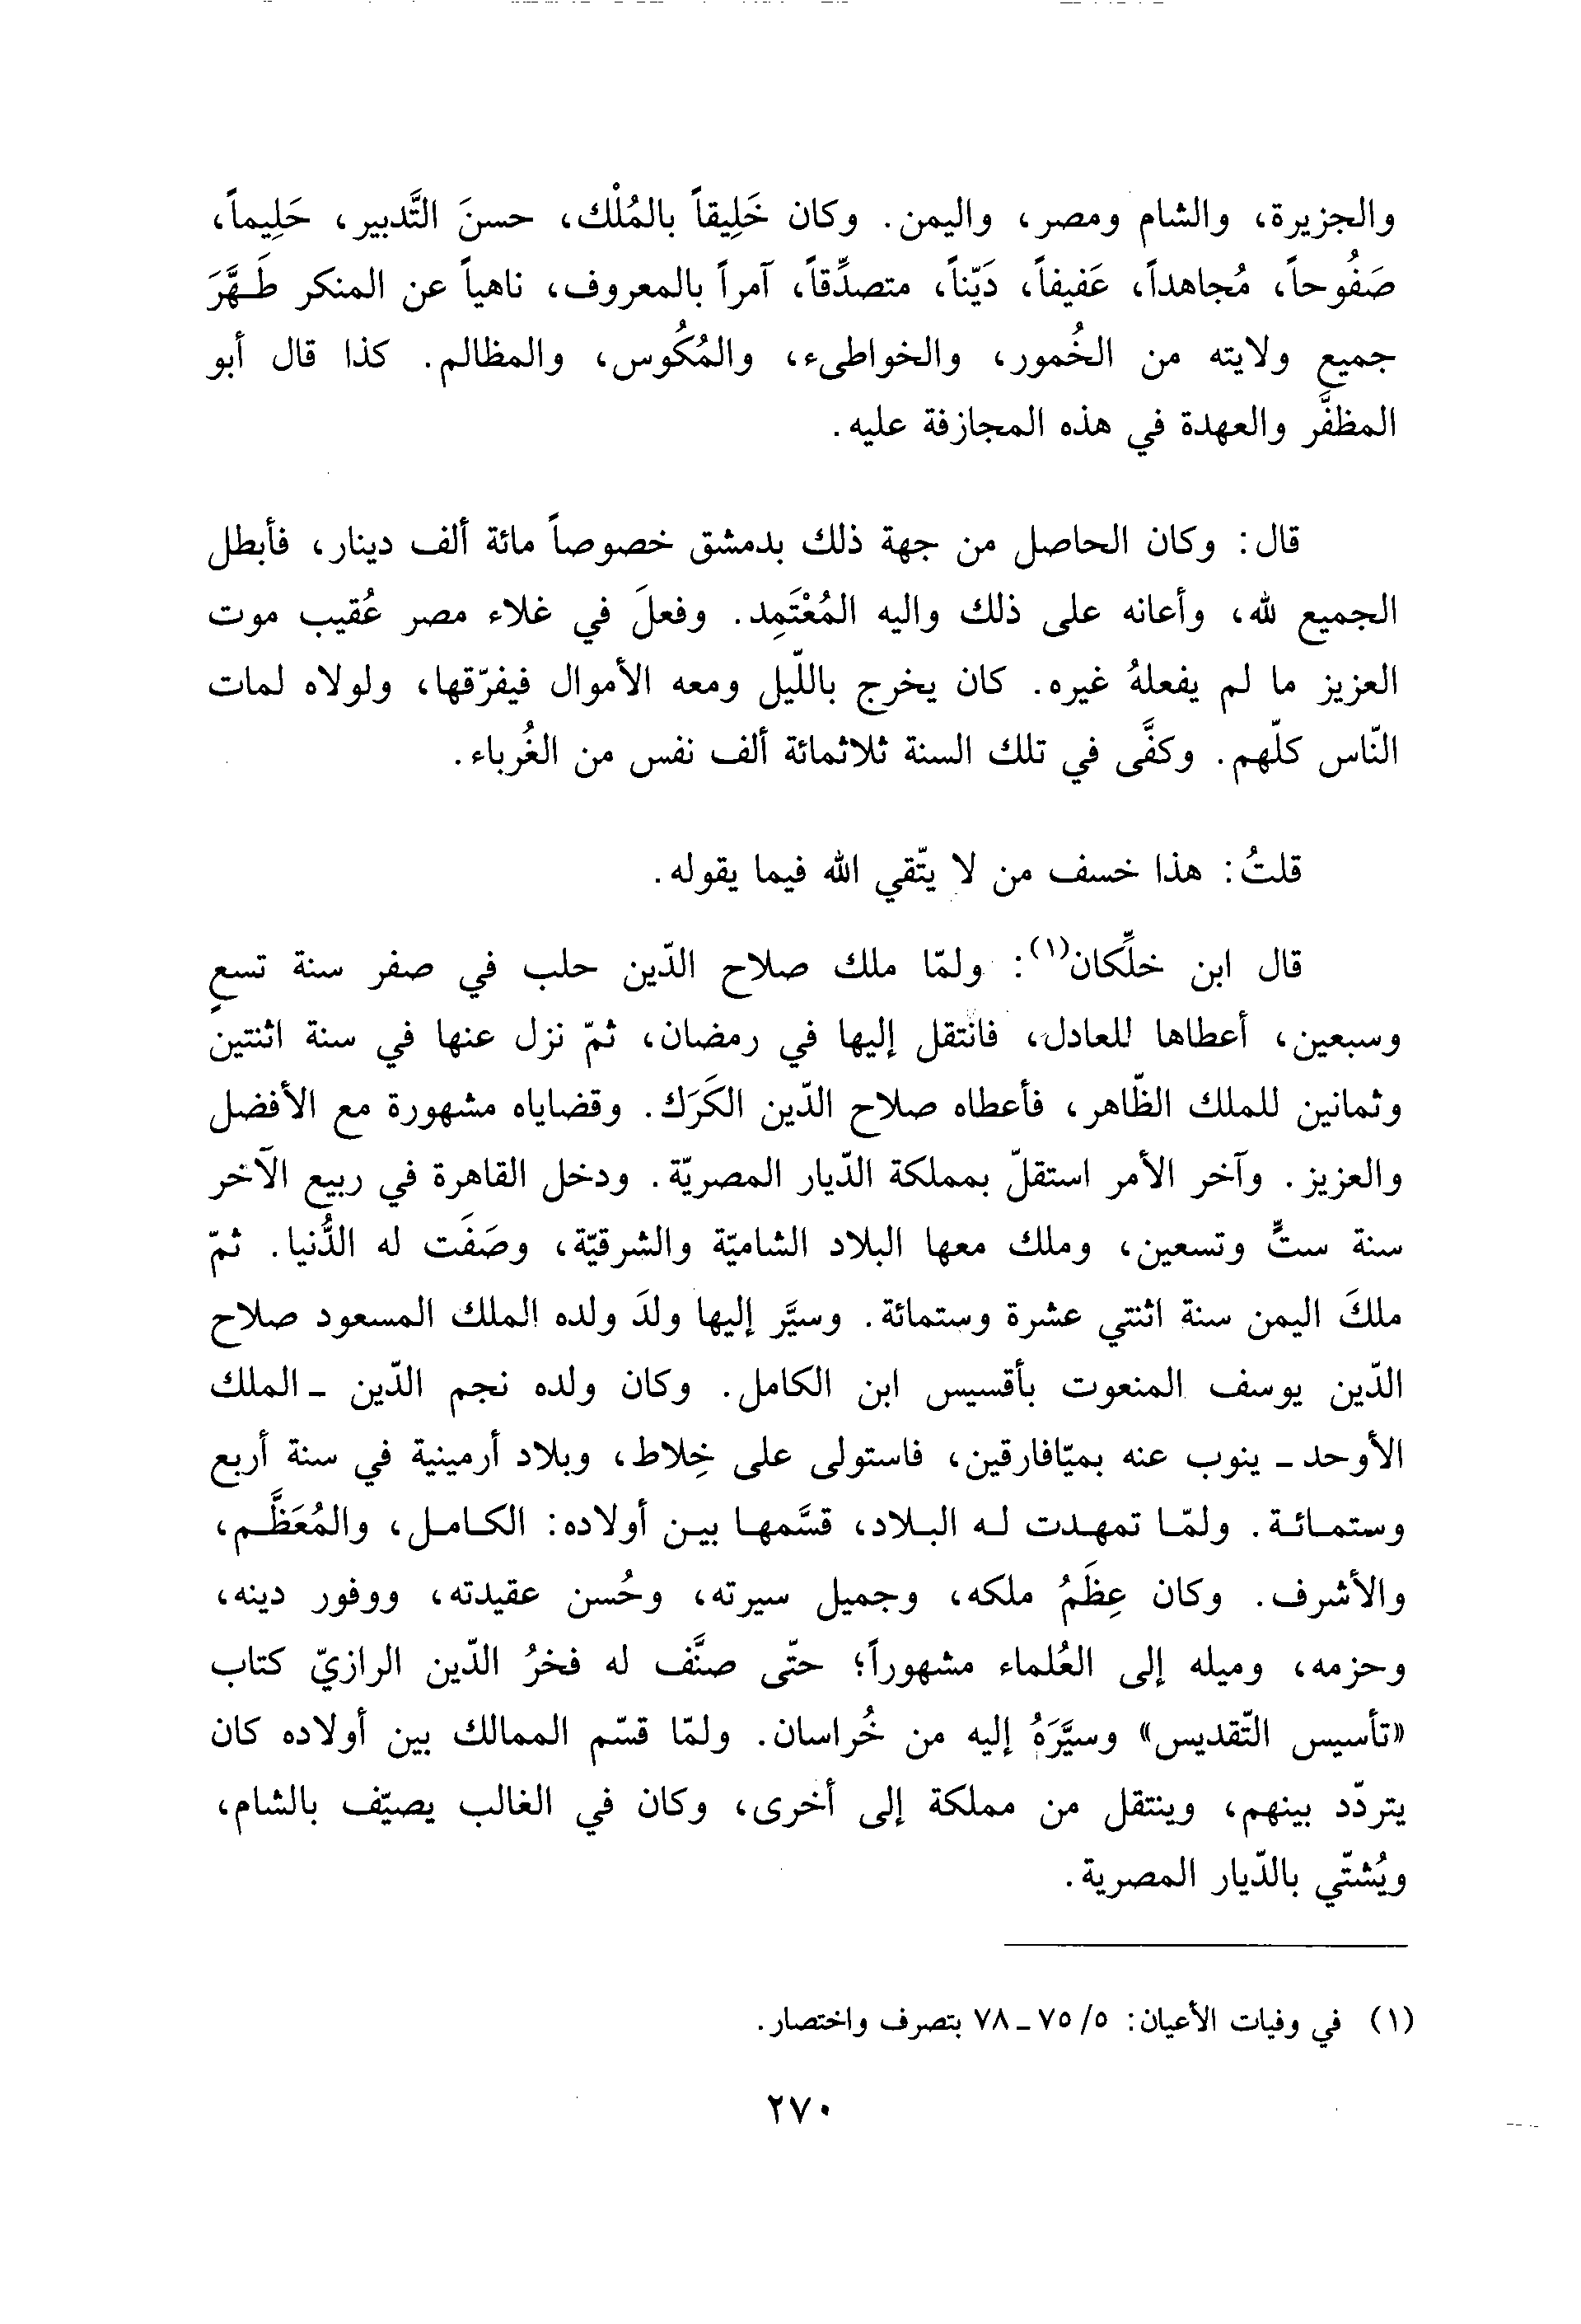 والجزيرة، والشام ومصر، واليمن. وكان خَلِيقاً بالمُلْك، حسنَ التَّدبير، حَلِيماً،
صَفُوحاً، مُجاهداً، عَفيفاً، دَيّناً، متصدِّقاً، آمراً بالمعروف، ناهياً عن المنكر طَهَّرَ
جميع ولايته من الخُمور، والخواطىء، والمُكُوس، والمظالم. كذا قال أبو
المظفَّر والعهدة في هذه المجازفة عليه.
قال: وكان الحاصل من جهة ذلك بدمشق خصوصاً مائة ألف دينار، فأبطل
الجميع لله، وأعانه على ذلك واليه المُعْتَمِد. وفعلَ في غلاء مصر عُقيب موت
العزيز ما لم يفعلهُ غيره. كان يخرج باللّيل ومعه الأموال فيفرّقها، ولولاه لمات
النّاس كلّهم. وكفَّى في تلك السنة ثلاثمائة ألف نفس من الغُرباء.
قلتُ: هذا خسف من لا يتّقي الله فيما يقوله.
قال ابن خلِّكان(١): ولمّا ملك صلاح الدّين حلب في صفر سنة تسعٍ
وسبعين، أعطاها للعادل، فانتقل إليها في رمضان، ثمّ نزل عنها في سنة اثنتين
وثمانين للملك الظّاهر، فأعطاه صلاح الدّين الكَرَك. وقضاياه مشهورة مع الأفضل
والعزيز. وآخر الأمر استقلّ بمملكة الدّيار المصريّة. ودخل القاهرة في ربيع الآخر
سنة ستٍّ وتسعين، وملك معها البلاد الشاميّة والشرقيّة، وصَفَت له الدُّنيا. ثمّ
ملكَ اليمن سنة اثنتي عشرة وستمائة. وسيَّر إليها ولدَ ولده الملك المسعود صلاح
الدّين يوسف المنعوت بأقسيس ابن الكامل. وكان ولده نجم الدّين - الملك
الأوحد - ينوب عنه بميّافارقين، فاستولى على خِلاط، وبلاد أرمينية في سنة أربع
وستمائة. ولمّا تمهدت له البلاد، قسَّمها بين أولاده: الكامل، والمُعَظَّم،
والأشرف. وكان عِظَمُ ملكه، وجميل سيرته، وحُسن عقيدته، ووفور دينه،
وحزمه، وميله إلى العُلماء مشهوراً؛ حتّى صنَّف له فخرُ الدّين الرازيّ كتاب
«تأسيس التّقديس» وسيَّرَهُ إليه من خُراسان. ولمّا قسّم الممالك بين أولاده كان
يتردّد بينهم، وينتقل من مملكة إلى أخرى، وكان في الغالب يصيّف بالشام،
ويُشتّي بالدّيار المصرية.
(١) في وفيات الأعيان: ٥/ ٧٥ - ٧٨ بتصرف واختصار.
٢٧٠